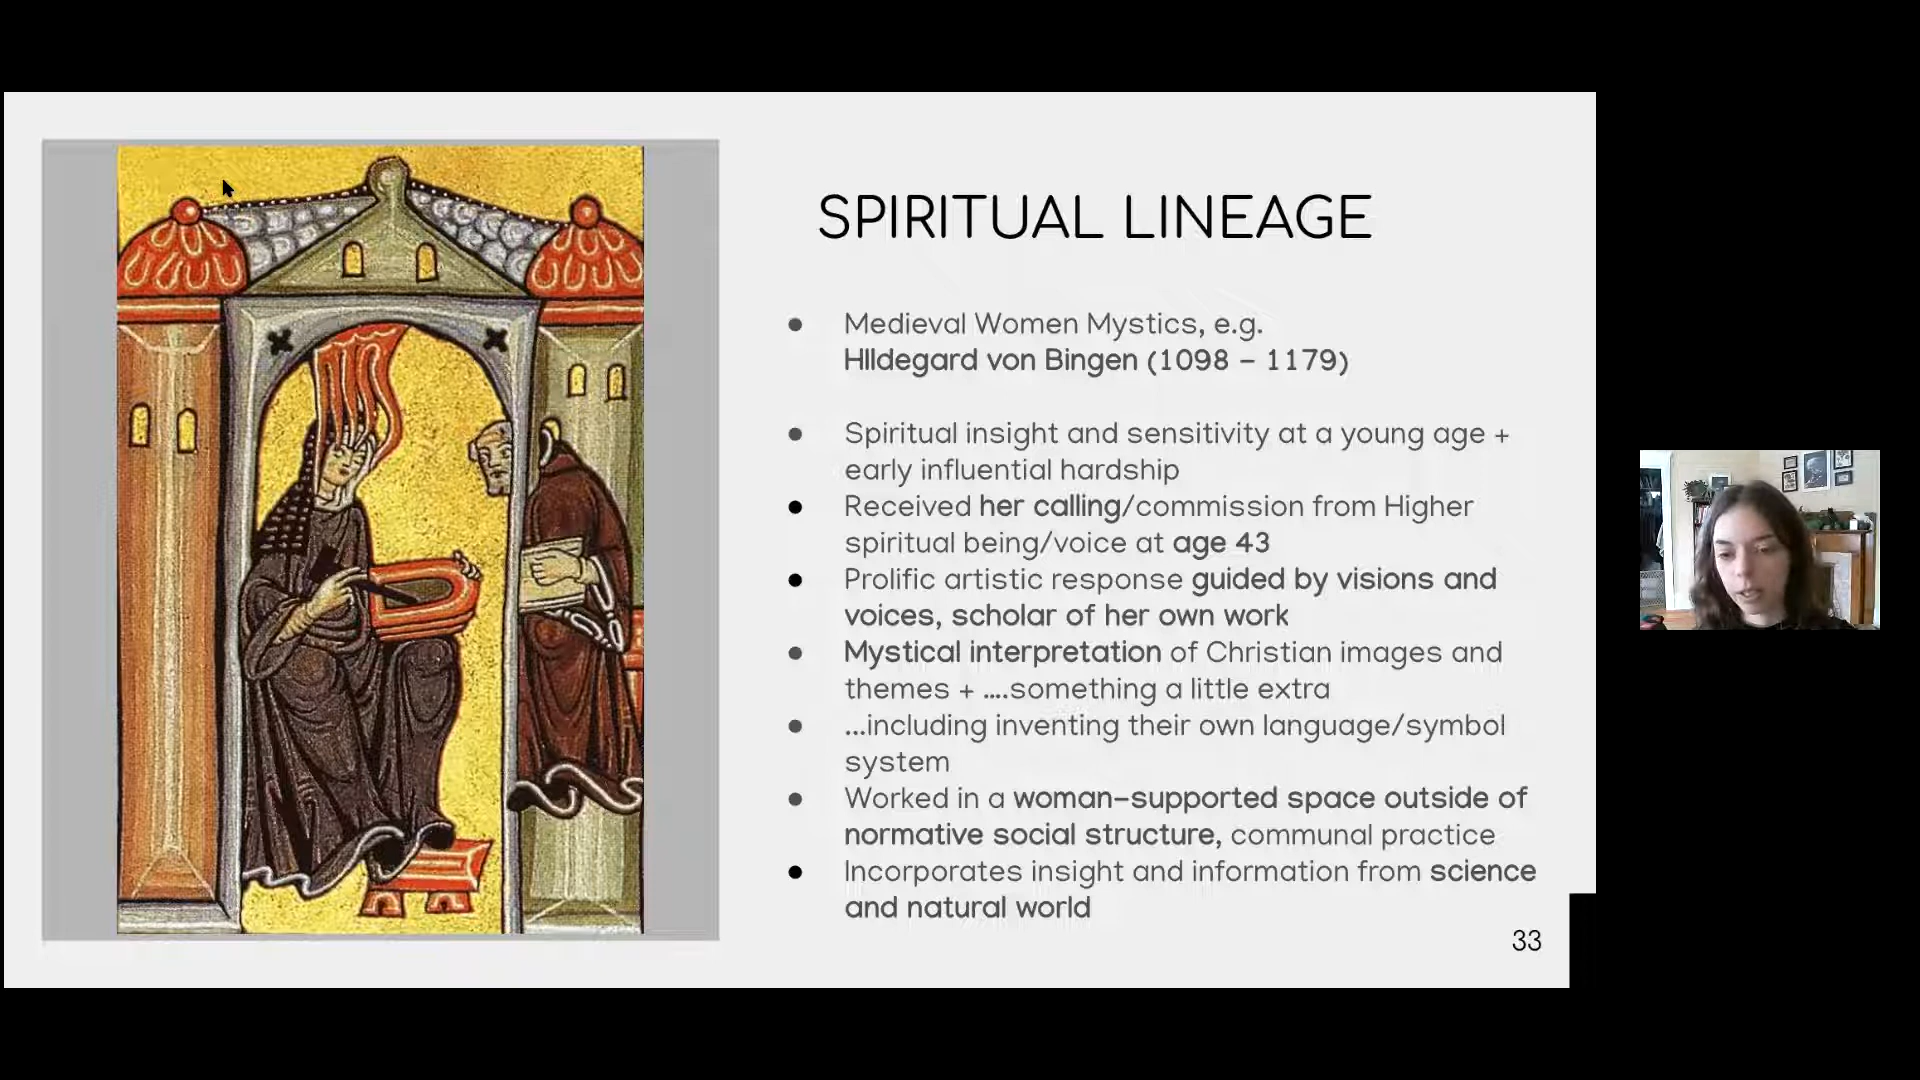 SPIRITUAL LINEAGE
Medieval Women Mystics, e.g.
HIldegard von Bingen (1098 – 1179)
Spiritual insight and sensitivity at a young age +
early influential hardship
Received her calling/commission from Higher
spiritual being/voice at age 43
Prolific artistic response guided by visions and
voices, scholar of her own work
Mystical interpretation of Christian images and
themes + ....something a little extra
...including inventing their own language/symbol
system
Worked in a woman-supported space outside of
normative social structure, communal practice
Incorporates insight and information from science
and natural world
33